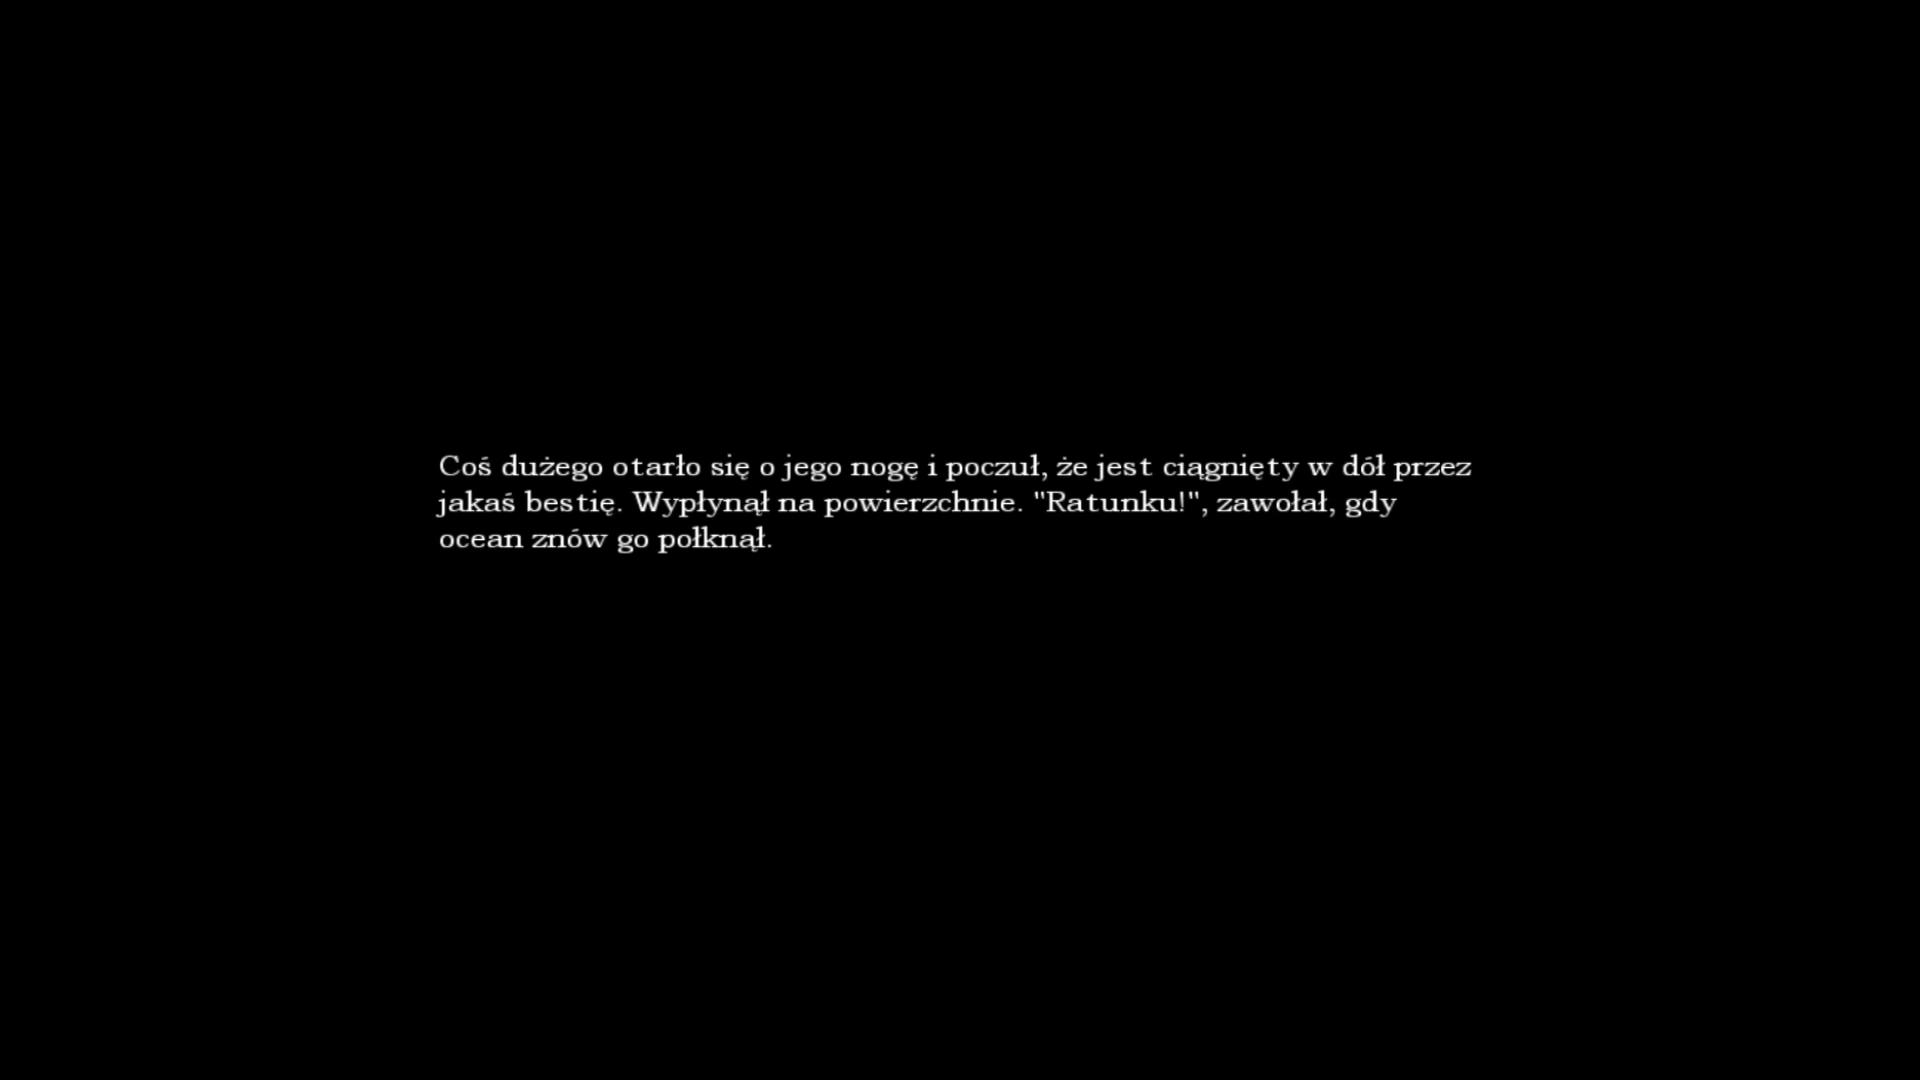 Coś dużego otarło się o jego nogę i poczuł, że jest ciągnięty w dół przez
jakaś bestię. Wypłynął na powierzchnie. "Ratunku!", zawołał, gdy
ocean znów go połknął.